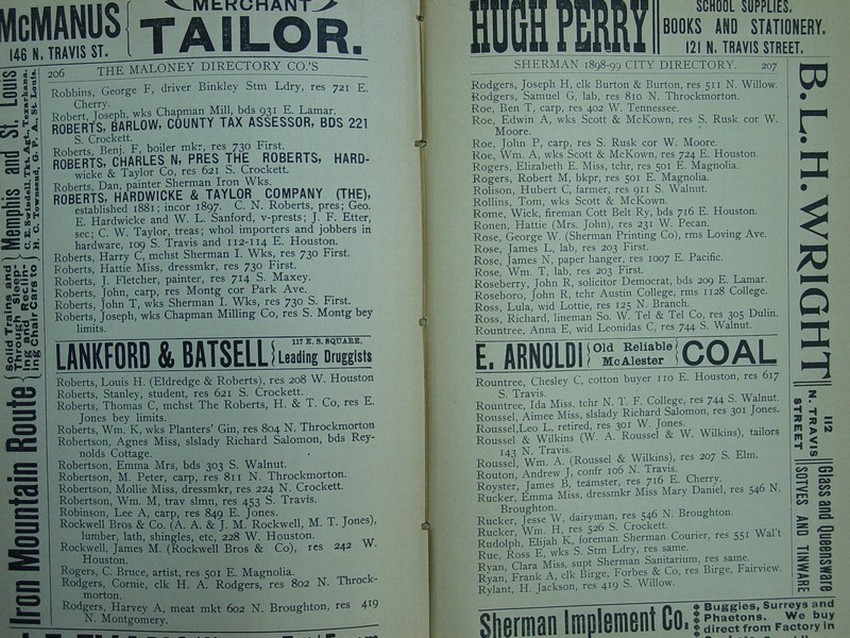 McMANUS
146 N. TRAVIS ST.
MERCHANT
TAILOR.
206 THE MALONEY DIRECTORY CO.'S
Robbins, George F, driver Binkley Stm Ldry, res 721 E.
Cherry.
Robert, Joseph, wks Chapman Mill, bds 931 E. Lamar.
ROBERTS, BARLOW, COUNTY TAX ASSESSOR, BDS 221
S. Crockett.
Roberts, Benj. F, boiler mkr, res 730 First.
ROBERTS, CHARLES N, PRES THE ROBERTS, HARD-
wicke & Taylor Co, res 621 S. Crockett.
Roberts, Dan, painter Sherman Iron Wks.
ROBERTS, HARDWICKE & TAYLOR COMPANY (THE),
established 1881; incor 1897. C. N. Roberts, pres; Geo.
E. Hardwicke and W. L. Sanford, v-prests; J. F. Etter,
sec; C. W. Taylor, treas; whol importers and jobbers in
hardware, 109 S. Travis and 112-114 E. Houston.
Roberts, Harry C, mchst Sherman I. Wks, res 730 First.
Roberts, Hattie Miss, dressmkr, res 730 First.
Roberts, J. Fletcher, painter, res 714 S. Maxey.
Roberts, John, carp, res Montg cor Park Ave.
Roberts, John T, wks Sherman I. Wks, res 730 S. First.
Roberts, Joseph, wks Chapman Milling Co, res S. Montg bey
limits.
LANKFORD & BATSELL
117 E. S. SQUARE,
Leading Druggists
Roberts, Louis H. (Eldredge & Roberts), res 208 W. Houston
Roberts, Stanley, student, res 621 S. Crockett.
Roberts, Thomas C, mchst The Roberts, H. & T. Co, res E.
Jones bey limits.
Roberts, Wm. K, wks Planters' Gin, res 804 N. Throckmorton
Robertson, Agnes Miss, slslady Richard Salomon, bds Rey-
nolds Cottage.
Robertson, Emma Mrs, bds 303 S. Walnut.
Robertson, M. Peter, carp, res 811 N. Throckmorton.
Robertson, Mollie Miss, dressmkr, res 224 N. Crockett.
Robertson, Wm. M, trav slmn, res 453 S. Travis.
Robinson, Lee A, carp, res 849 E. Jones.
Rockwell Bros & Co. (A. A. & J. M. Rockwell, M. T. Jones),
lumber, lath, shingles, etc, 228 W. Houston.
Rockwell, James M. (Rockwell Bros & Co), res 242 W.
Houston.
Rogers, C. Bruce, artist, res 501 E. Magnolia.
Rodgers, Cornie, clk H. A. Rodgers, res 802 N. Throck-
morton.
Rodgers, Harvey A, meat mkt 602 N. Broughton, res 419
N. Montgomery.
Iron Mountain Route
Solid Trains and
Through Sleep-
ing and Reclin-
ing Chair Cars to
Memphis and St. Louis
C. E. Swindell, Tkt. Agt., Texarkana.
H. C. Townsend, G. P. A., St. Louis.
HUGH PERRY
SCHOOL SUPPLIES,
BOOKS AND STATIONERY.
121 N. TRAVIS STREET.
SHERMAN 1898-99 CITY DIRECTORY. 207
Rodgers, Joseph H, clk Burton & Burton, res 511 N. Willow.
Rodgers, Samuel G, lab, res 810 N. Throckmorton.
Roe, Ben T, carp, res 402 W. Tennessee.
Roe, Edwin A, wks Scott & McKown, res S. Rusk cor W.
Moore.
Roe, John P, carp, res S. Rusk cor W. Moore.
Roe, Wm. A, wks Scott & McKown, res 724 E. Houston.
Rogers, Elizabeth E. Miss, tchr, res 501 E. Magnolia.
Rogers, Robert M, bkpr, res 501 E. Magnolia.
Rolison, Hubert C, farmer, res 911 S. Walnut.
Rollins, Tom, wks Scott & McKown.
Rome, Wick, fireman Cott Belt Ry, bds 716 E. Houston.
Ronen, Hattie (Mrs. John), res 231 W. Pecan.
Rose, George W. (Sherman Printing Co), rms Loving Ave.
Rose, James L, lab, res 203 First.
Rose, James N, paper hanger, res 1007 E. Pacific.
Rose, Wm. T, lab, res 203 First.
Roseberry, John R, solicitor Democrat, bds 209 E. Lamar.
Roseboro, John R, tchr Austin College, rms 1128 College.
Ross, Lula, wid Lottie, res 125 N. Branch.
Ross, Richard, lineman So. W. Tel & Tel Co, res 305 Dulin.
Rountree, Anna E, wid Leonidas C, res 744 S. Walnut.
E. ARNOLDI
Old Reliable
McAlester
COAL
Rountree, Chesley C, cotton buyer 110 E. Houston, res 617
S. Travis.
Rountree, Ida Miss, tchr N. T. F. College, res 744 S. Walnut.
Roussel, Aimee Miss, slslady Richard Salomon, res 301 Jones.
Roussel, Leo L, retired, res 301 W. Jones.
Roussel & Wilkins (W. A. Roussel & W. Wilkins), tailors
143 N. Travis.
Roussel, Wm. A. (Roussel & Wilkins), res 207 S. Elm.
Routon, Andrew J, confr 106 N. Travis.
Royster, James B, teamster, res 716 E. Cherry.
Rucker, Emma Miss, dressmkr Miss Mary Daniel, res 546 N.
Broughton.
Rucker, Jesse W, dairyman, res 546 N. Broughton.
Rucker, Wm. H, res 526 S. Crockett.
Rudolph, Elijah K, foreman Sherman Courier, res 551 Wal't
Rue, Ross E, wks S. Stm Ldry, res same.
Ryan, Clara Miss, supt Sherman Sanitarium, res same.
Ryan, Frank A, clk Birge, Forbes & Co, res Birge, Fairview.
Rylant, H. Jackson, res 419 S. Willow.
Sherman Implement Co.
Buggies, Surreys and
Phaetons. We buy
direct from Factory in
B. L. H. WRIGHT
112
N. TRAVIS
STREET
Glass and Queensware
STOVES AND TINWARE